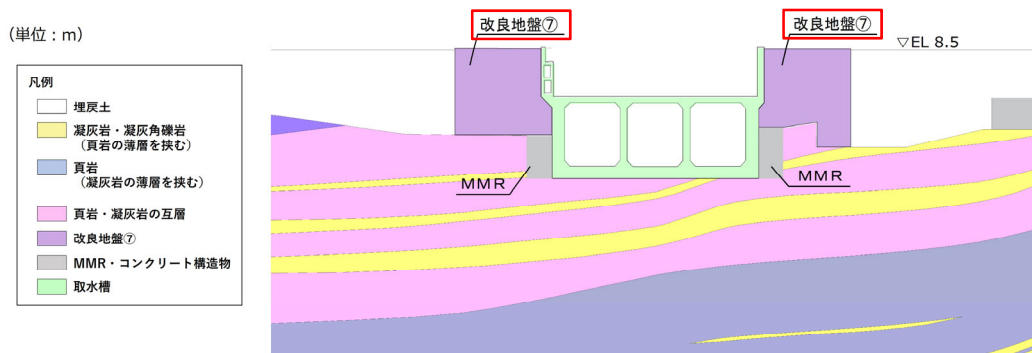 (単位：m)
凡例
埋戻土
凝灰岩・凝灰角礫岩
（頁岩の薄層を挟む）
頁岩
（凝灰岩の薄層を挟む）
頁岩・凝灰岩の互層
改良地盤⑦
MMR・コンクリート構造物
取水槽
改良地盤⑦
改良地盤⑦
▽EL 8.5
MMR
MMR